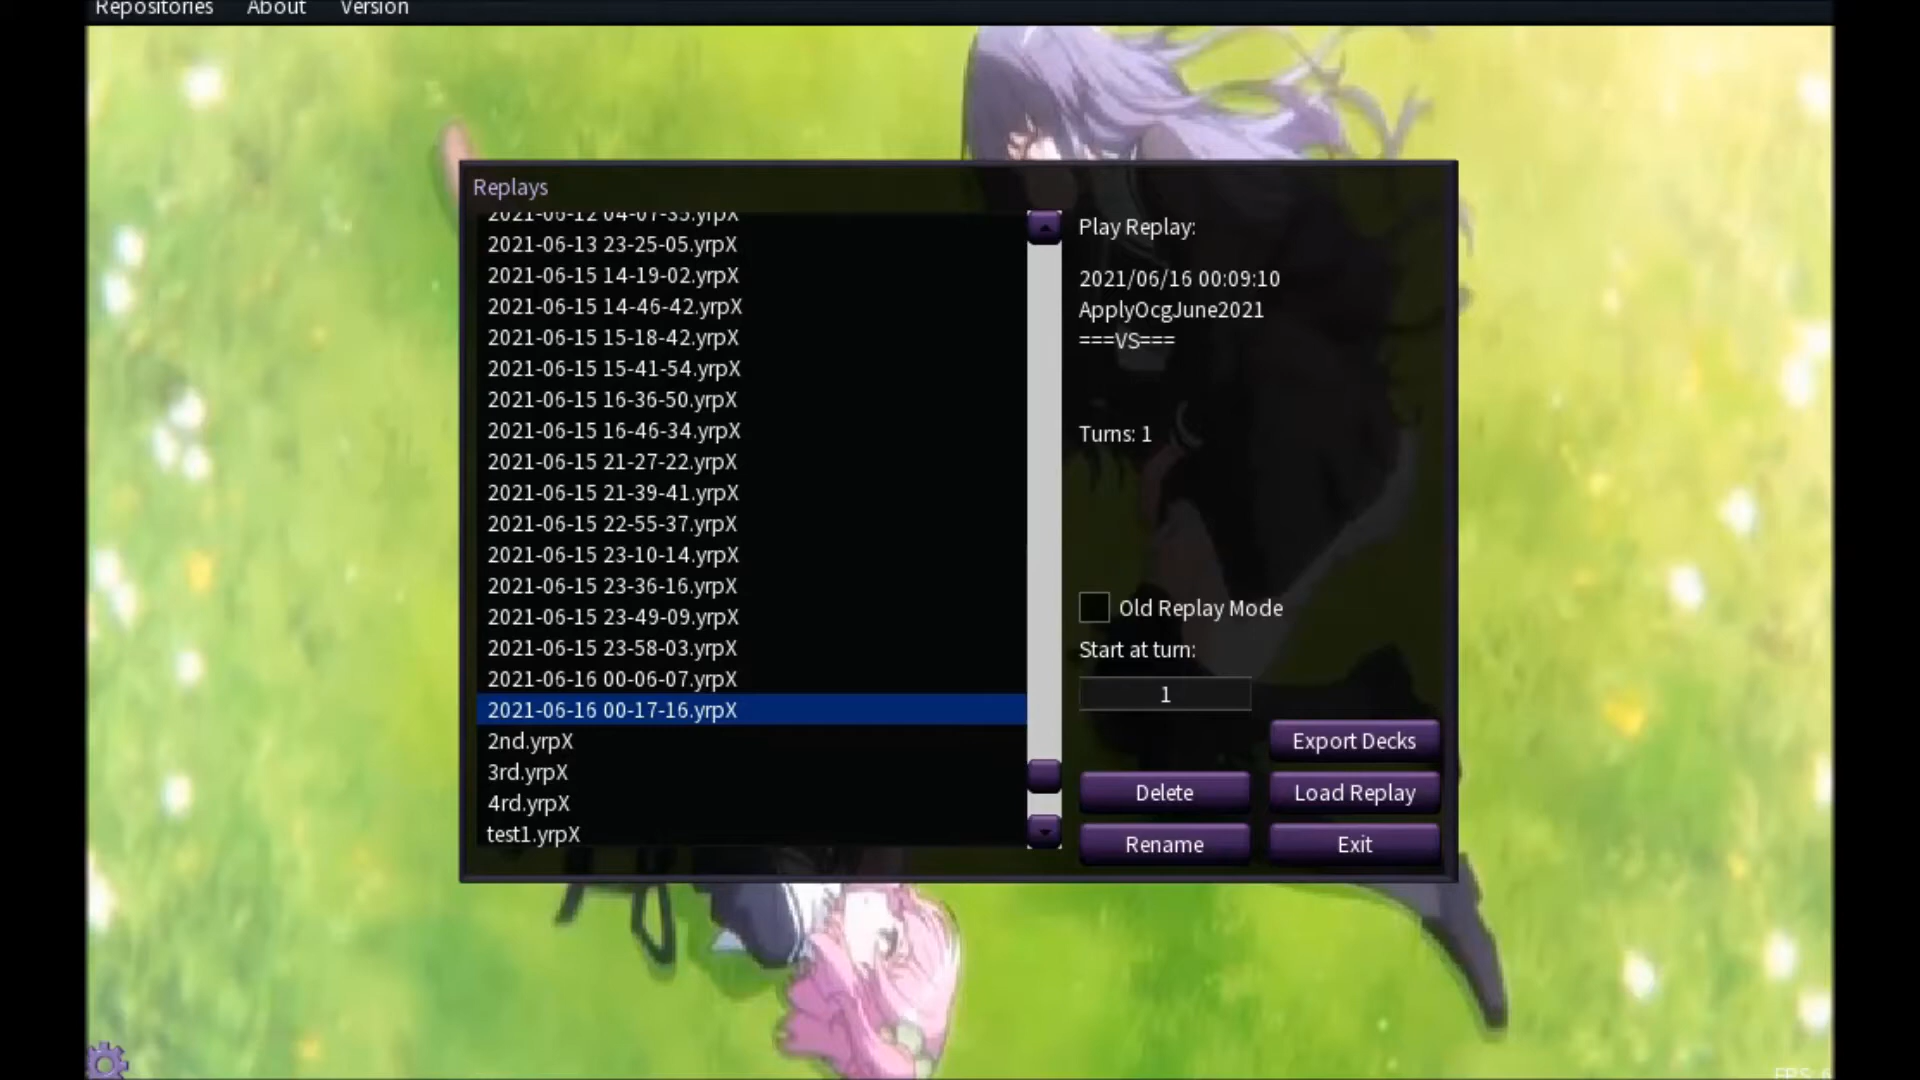 Repositories About Version
Replays
2021-06-12 04-07-35.yrpX
2021-06-13 23-25-05.yrpX
2021-06-15 14-19-02.yrpX
2021-06-15 14-46-42.yrpX
2021-06-15 15-18-42.yrpX
2021-06-15 15-41-54.yrpX
2021-06-15 16-36-50.yrpX
2021-06-15 16-46-34.yrpX
2021-06-15 21-27-22.yrpX
2021-06-15 21-39-41.yrpX
2021-06-15 22-55-37.yrpX
2021-06-15 23-10-14.yrpX
2021-06-15 23-36-16.yrpX
2021-06-15 23-49-09.yrpX
2021-06-15 23-58-03.yrpX
2021-06-16 00-06-07.yrpX
2021-06-16 00-17-16.yrpX
2nd.yrpX
3rd.yrpX
4rd.yrpX
test1.yrpX
Play Replay:
2021/06/16 00:09:10
ApplyOcgJune2021
===VS===
Turns: 1
Old Replay Mode
Start at turn:
1
Export Decks
Delete Load Replay
Rename Exit